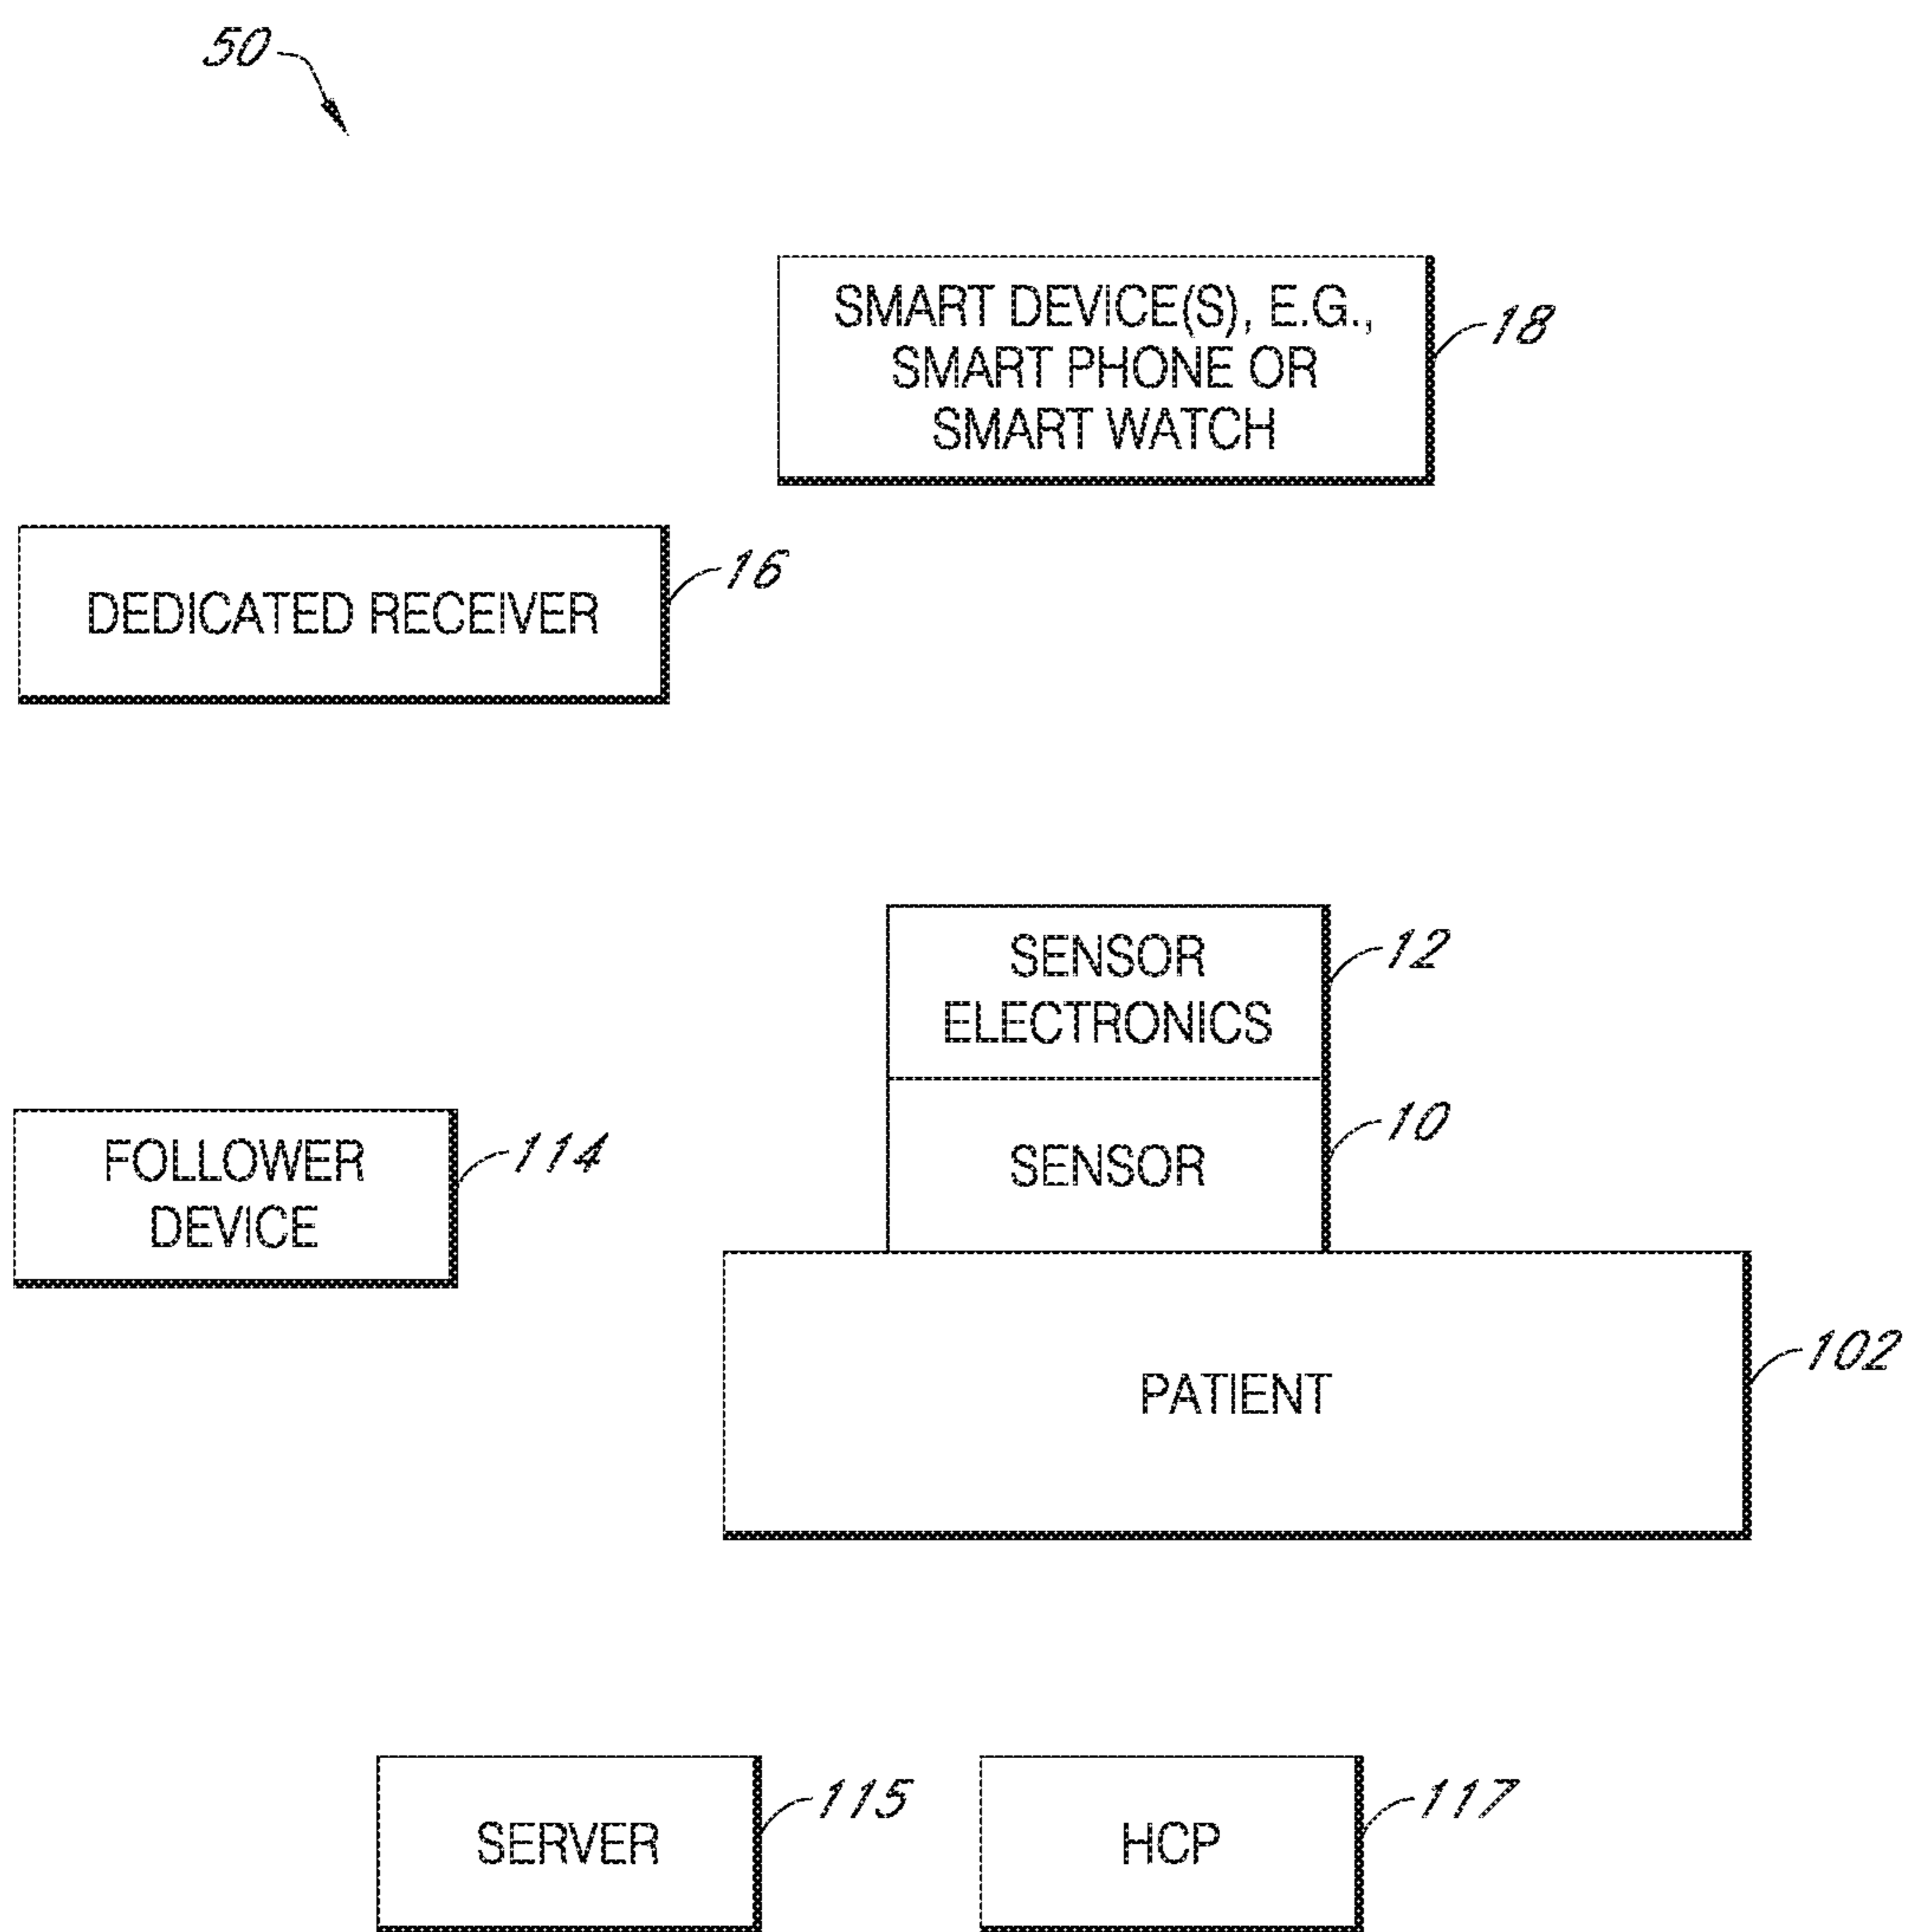 50
SMART DEVICE(S), E.G.,
SMART PHONE OR
SMART WATCH
18
DEDICATED RECEIVER
16
SENSOR
ELECTRONICS
12
SENSOR
10
FOLLOWER
DEVICE
114
PATIENT
102
SERVER
115
HCP
117